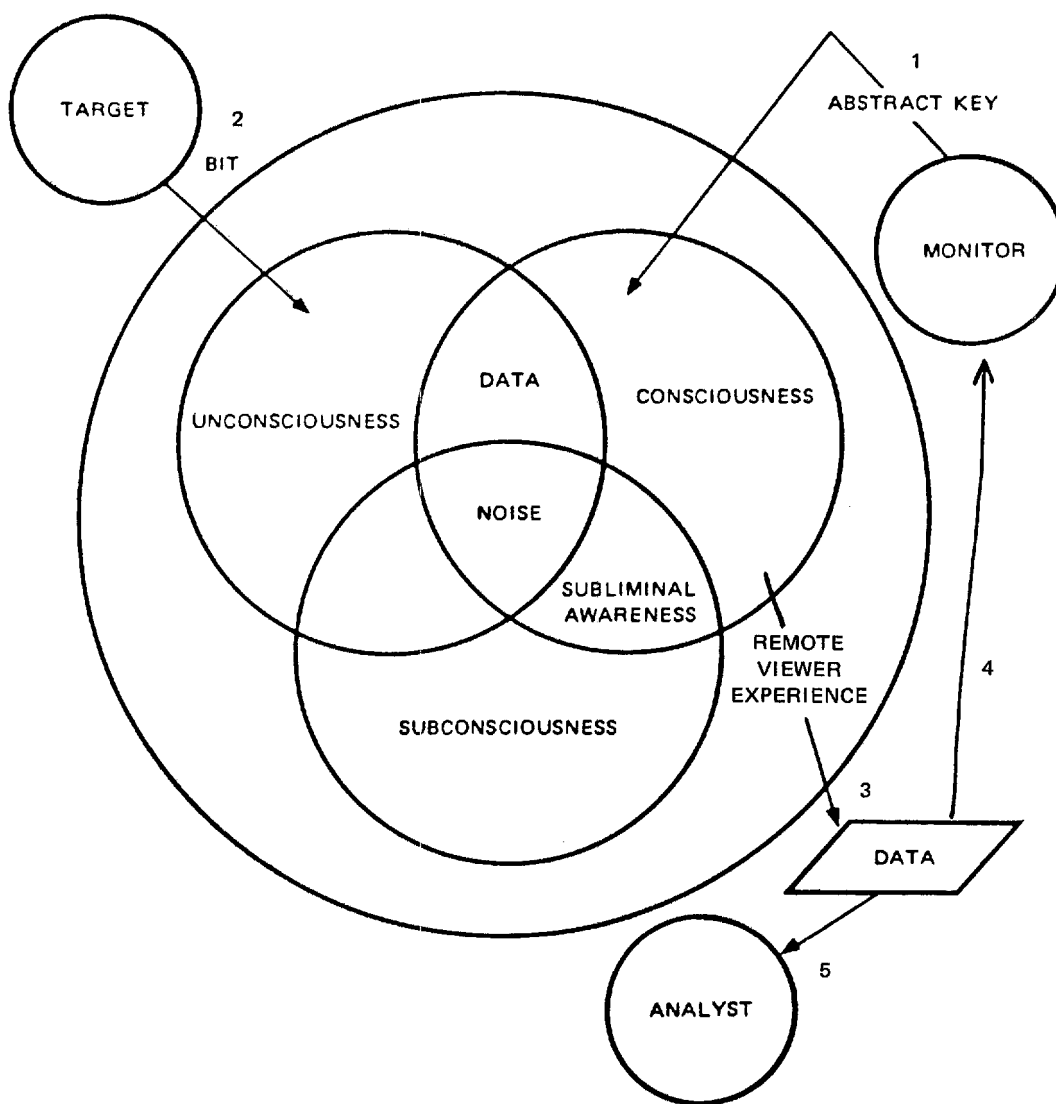 1
TARGET
2
ABSTRACT KEY
BIT
MONITOR
DATA
CONSCIOUSNESS
UNCONSCIOUSNESS
NOISE
SUBLIMINAL
AWARENESS
REMOTE
VIEWER
EXPERIENCE
4
SUBCONSCIOUSNESS
3
DATA
5
ANALYST